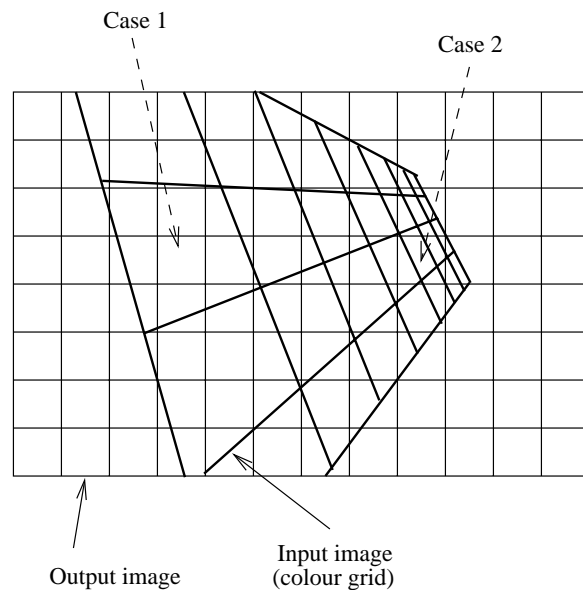 Case 1
Case 2
Output image
Input image
(colour grid)